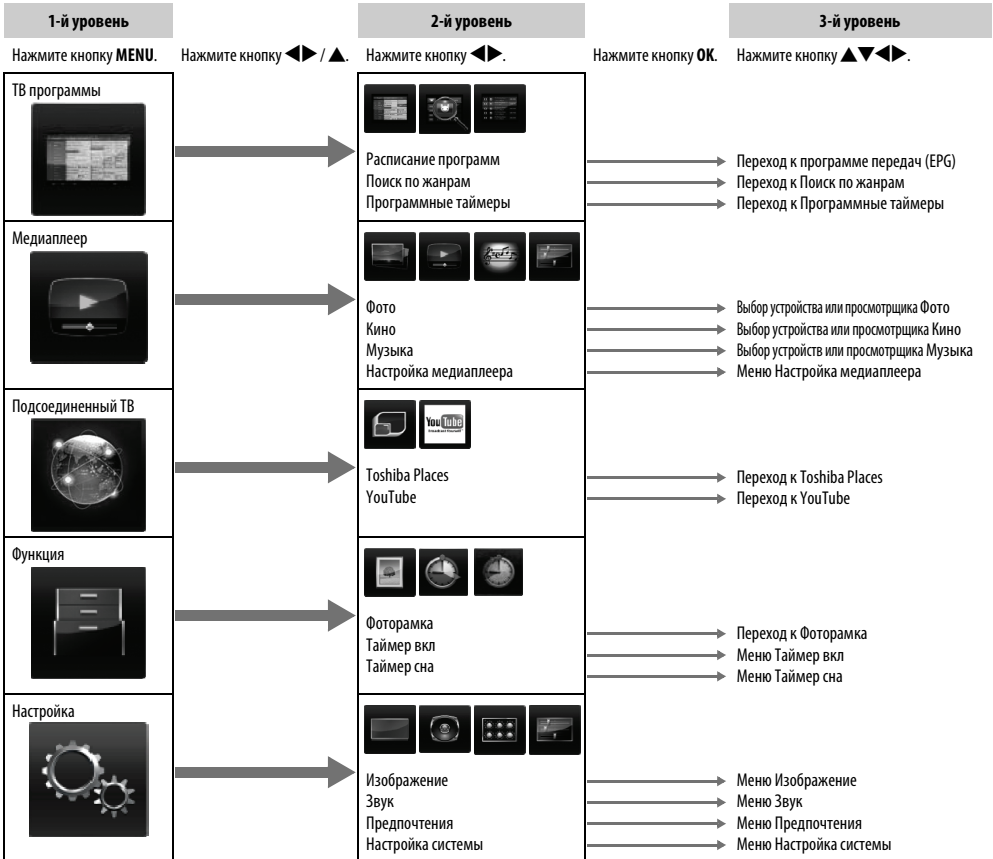 1-й уровень
2-й уровень
3-й уровень
Нажмите кнопку MENU.
Нажмите кнопку ◀▶ / ▲.
Нажмите кнопку ◀▶.
Нажмите кнопку OK.
Нажмите кнопку ▲▼◀▶.
ТВ программы
Расписание программ
Переход к программе передач (EPG)
Поиск по жанрам
Переход к Поиск по жанрам
Программные таймеры
Переход к Программные таймеры
Медиаплеер
Фото
Выбор устройства или просмотрщика Фото
Кино
Выбор устройства или просмотрщика Кино
Музыка
Выбор устройств или просмотрщика Музыка
Настройка медиаплеера
Меню Настройка медиаплеера
Подсоединенный ТВ
You Tube
Toshiba Places
Переход к Toshiba Places
YouTube
Переход к YouTube
Функция
Фоторамка
Переход к Фоторамка
Таймер вкл
Меню Таймер вкл
Таймер сна
Меню Таймер сна
Настройка
Изображение
Меню Изображение
Звук
Меню Звук
Предпочтения
Меню Предпочтения
Настройка системы
Меню Настройка системы